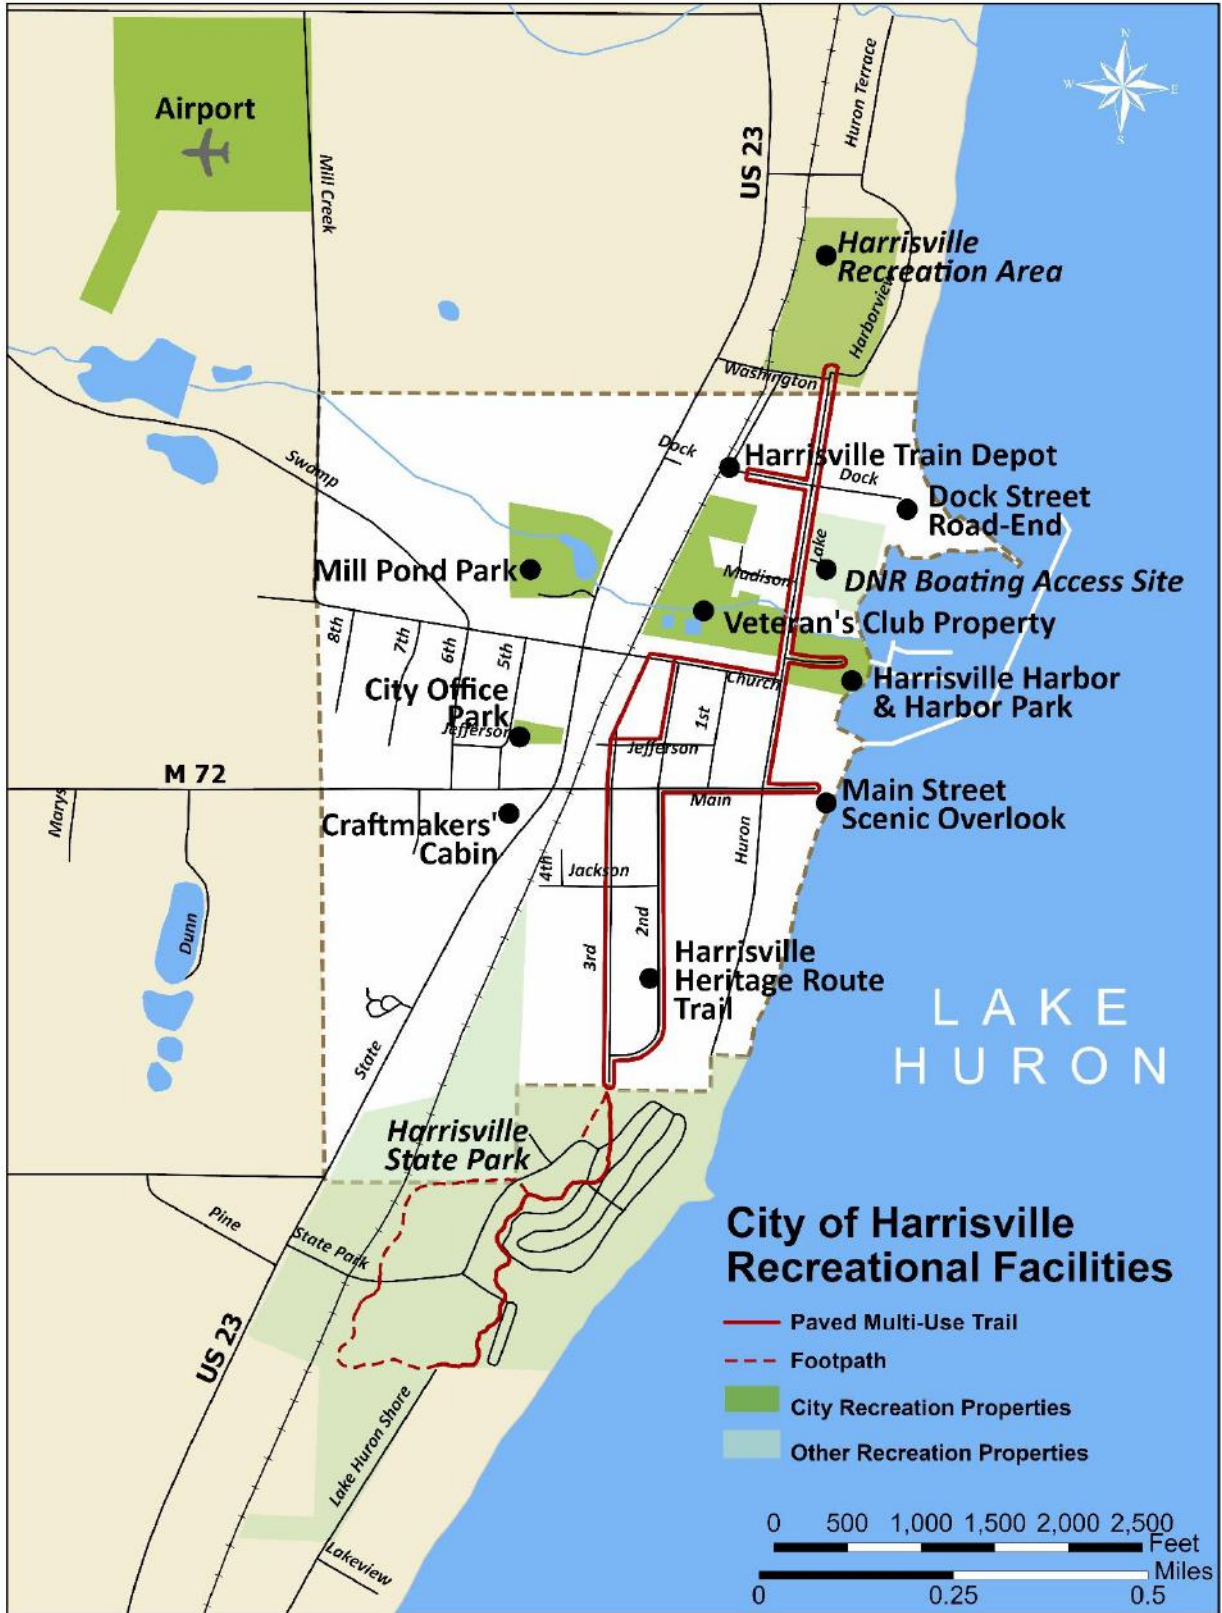 N
W
E
S
Airport
Mill Creek
US 23
Huron Terrace
Harrisville
Recreation Area
Harborview
Washington
Dock
Harrisville Train Depot
Dock
Dock Street
Road-End
Swamp
Mill Pond Park
Lake
Madison
DNR Boating Access Site
Veteran's Club Property
8th
7th
6th
5th
City Office
Park
Jefferson
Church
1st
Harrisville Harbor
& Harbor Park
Jefferson
M 72
Main
Main Street
Scenic Overlook
Marys
Craftmakers'
Cabin
Huron
4th
Jackson
Dunn
3rd
2nd
Harrisville
Heritage Route
Trail
LAKE
HURON
State
Harrisville
State Park
Pine
State Park
US 23
Lake Huron Shore
Lakeview
City of Harrisville
Recreational Facilities
Paved Multi-Use Trail
Footpath
City Recreation Properties
Other Recreation Properties
0 500 1,000 1,500 2,000 2,500
Feet
Miles
0 0.25 0.5